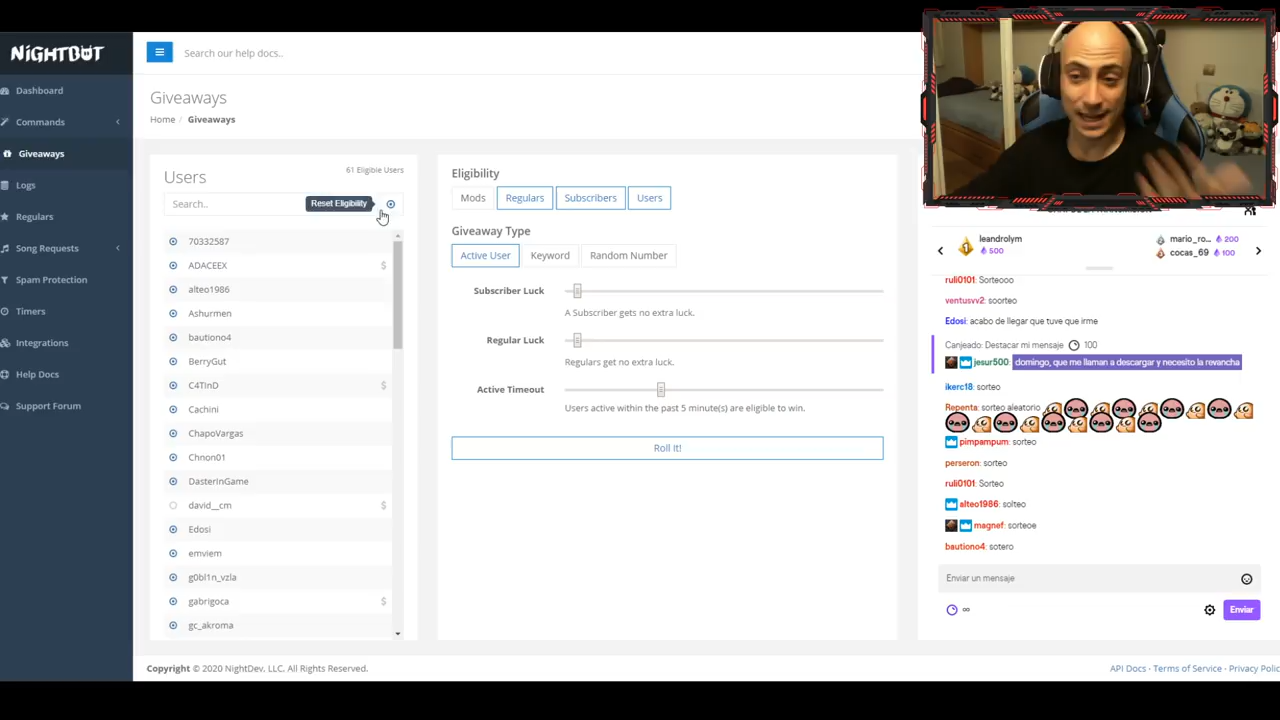 NIGHTBOT
Dashboard
Commands
Giveaways
Logs
Regulars
Song Requests
Spam Protection
Timers
Integrations
Help Docs
Support Forum
Search our help docs..
Giveaways
Home / Giveaways
Users
61 Eligible Users
Search..
Reset Eligibility
70332587
ADACEEX $
alteo1986
Ashurmen
bautiono4
BerryGut
C4TInD $
Cachini
ChapoVargas
Chnon01
DasterInGame
david__cm $
Edosi
emviem
g0bl1n_vzla
gabrigoca $
gc_akroma
Eligibility
Mods Regulars Subscribers Users
Giveaway Type
Active User Keyword Random Number
Subscriber Luck
A Subscriber gets no extra luck.
Regular Luck
Regulars get no extra luck.
Active Timeout
Users active within the past 5 minute(s) are eligible to win.
Roll It!
1 leandrolym
500
mario_ro... 200
cocas_69 100
ruli0101: Sorteooo
ventusvv2: soorteo
Edosi: acabo de llegar que tuve que irme
Canjeado: Destacar mi mensaje 100
jesur500 domingo, que me llaman a descargar y necesito la revancha
ikerc18: sorteo
Repenta: sorteo aleatorio
pimpampum: sorteo
perseron: sorteo
ruli0101: Sorteo
alteo1986: solteo
magnef: sorteoe
bautiono4: sotero
Enviar un mensaje
∞
Enviar
Copyright © 2020 NightDev, LLC. All Rights Reserved.
API Docs - Terms of Service - Privacy Polic